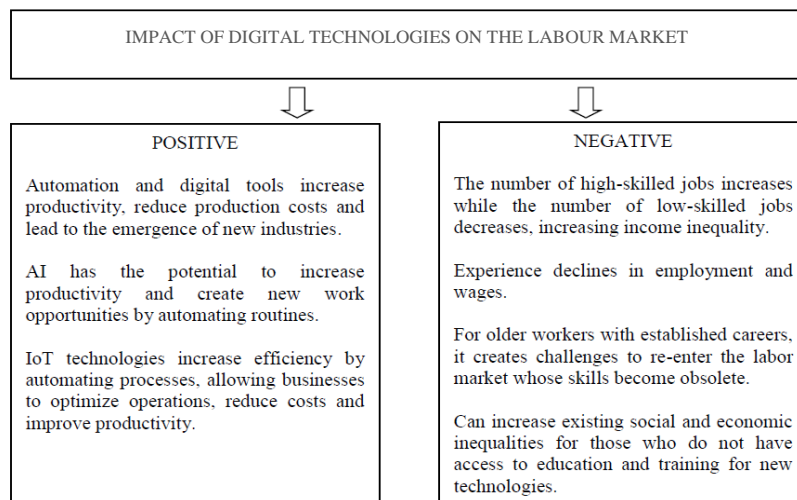 IMPACT OF DIGITAL TECHNOLOGIES ON THE LABOUR MARKET
POSITIVE
Automation and digital tools increase
productivity, reduce production costs and
lead to the emergence of new industries.
AI has the potential to increase
productivity and create new work
opportunities by automating routines.
IoT technologies increase efficiency by
automating processes, allowing businesses
to optimize operations, reduce costs and
improve productivity.
NEGATIVE
The number of high-skilled jobs increases
while the number of low-skilled jobs
decreases, increasing income inequality.
Experience declines in employment and
wages.
For older workers with established careers,
it creates challenges to re-enter the labor
market whose skills become obsolete.
Can increase existing social and economic
inequalities for those who do not have
access to education and training for new
technologies.